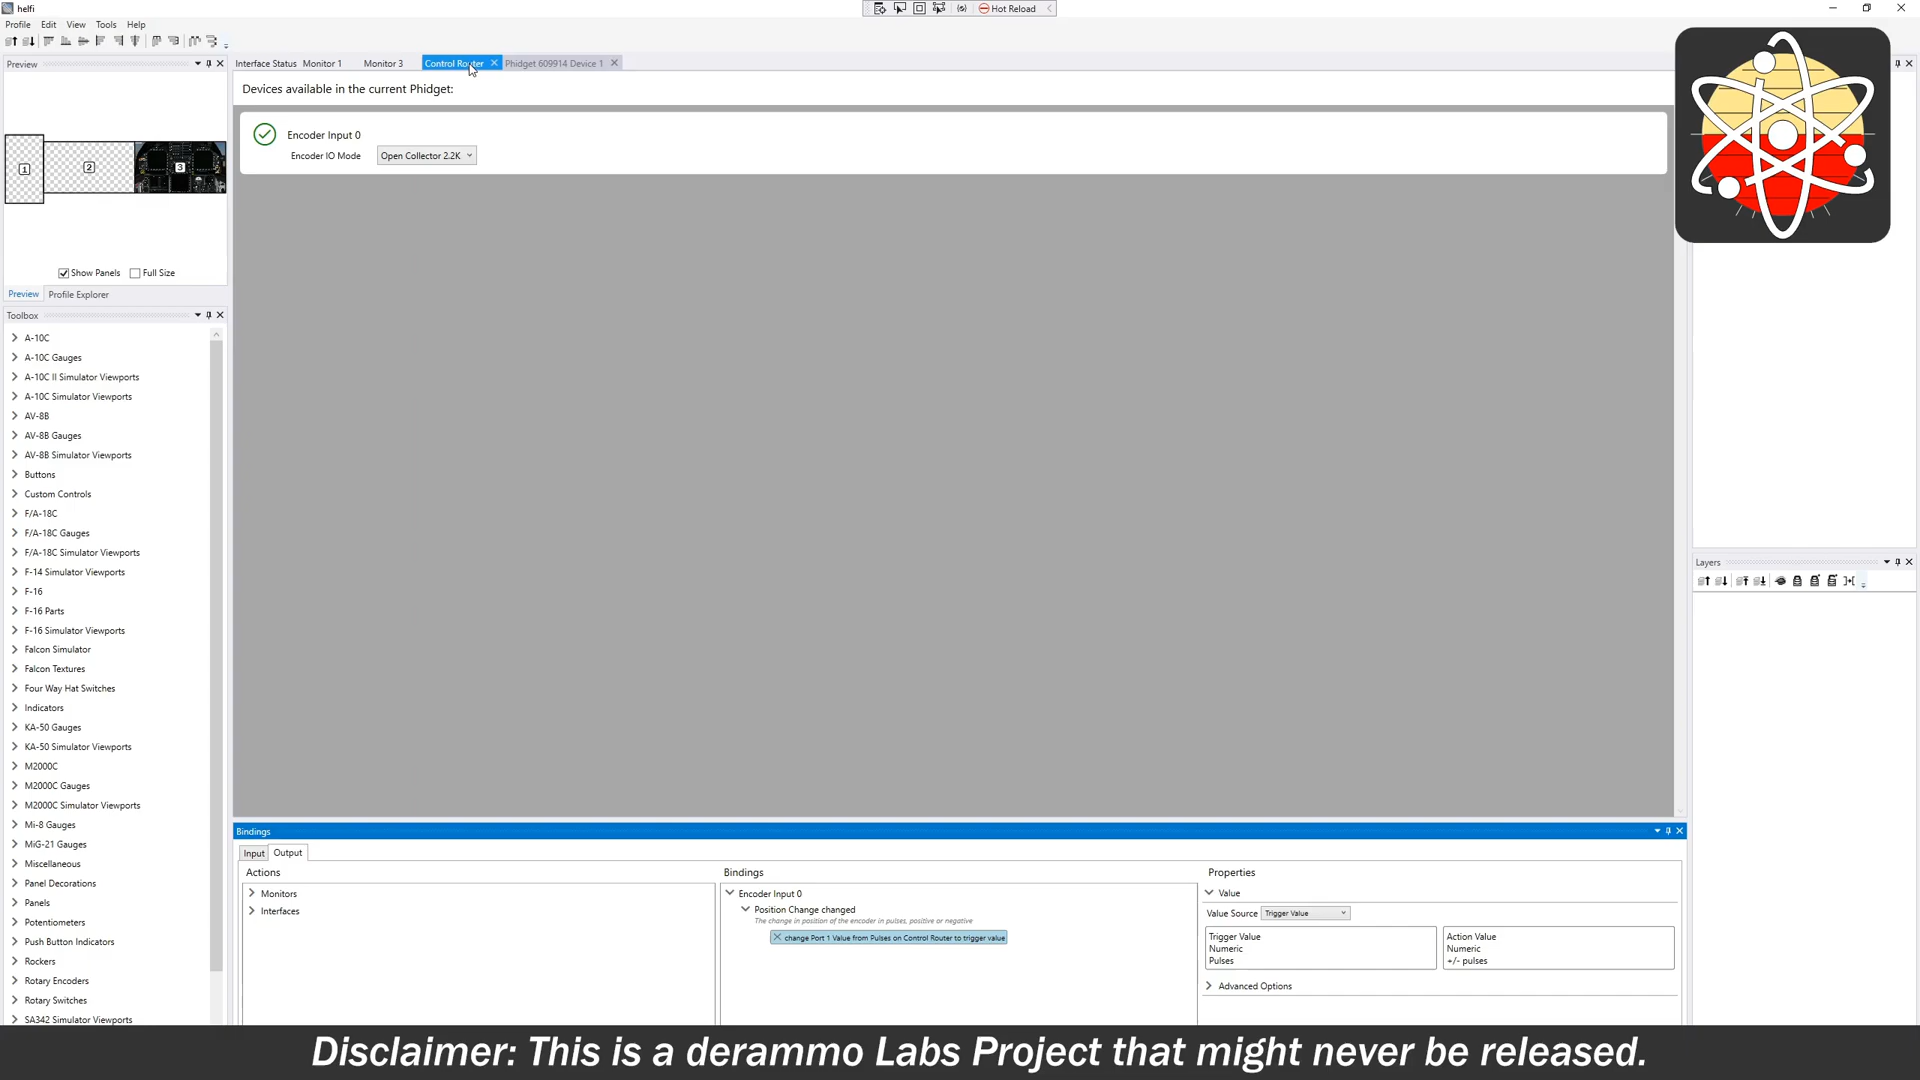 helfi
Hot Reload
Profile Edit View Tools Help
Preview
Interface Status Monitor 1 Monitor 3 Control Router Phidget 609914 Device 1
Devices available in the current Phidget:
Encoder Input 0
Encoder IO Mode Open Collector 2.2K
1
2
3
Show Panels Full Size
Preview Profile Explorer
Toolbox
A-10C
A-10C Gauges
A-10C II Simulator Viewports
A-10C Simulator Viewports
AV-8B
AV-8B Gauges
AV-8B Simulator Viewports
Buttons
Custom Controls
F/A-18C
F/A-18C Gauges
F/A-18C Simulator Viewports
F-14 Simulator Viewports
F-16
F-16 Parts
F-16 Simulator Viewports
Falcon Simulator
Falcon Textures
Four Way Hat Switches
Indicators
KA-50 Gauges
KA-50 Simulator Viewports
M2000C
M2000C Gauges
M2000C Simulator Viewports
Mi-8 Gauges
MiG-21 Gauges
Miscellaneous
Panel Decorations
Panels
Potentiometers
Push Button Indicators
Rockers
Rotary Encoders
Rotary Switches
SA342 Simulator Viewports
Layers
Bindings
Input Output
Actions
Monitors
Interfaces
Bindings
Encoder Input 0
Position Change changed
The change in position of the encoder in pulses, positive or negative
change Port 1 Value from Pulses on Control Router to trigger value
Properties
Value
Value Source Trigger Value
Trigger Value
Numeric
Pulses
Action Value
Numeric
+/- pulses
Advanced Options
Disclaimer: This is a derammo Labs Project that might never be released.